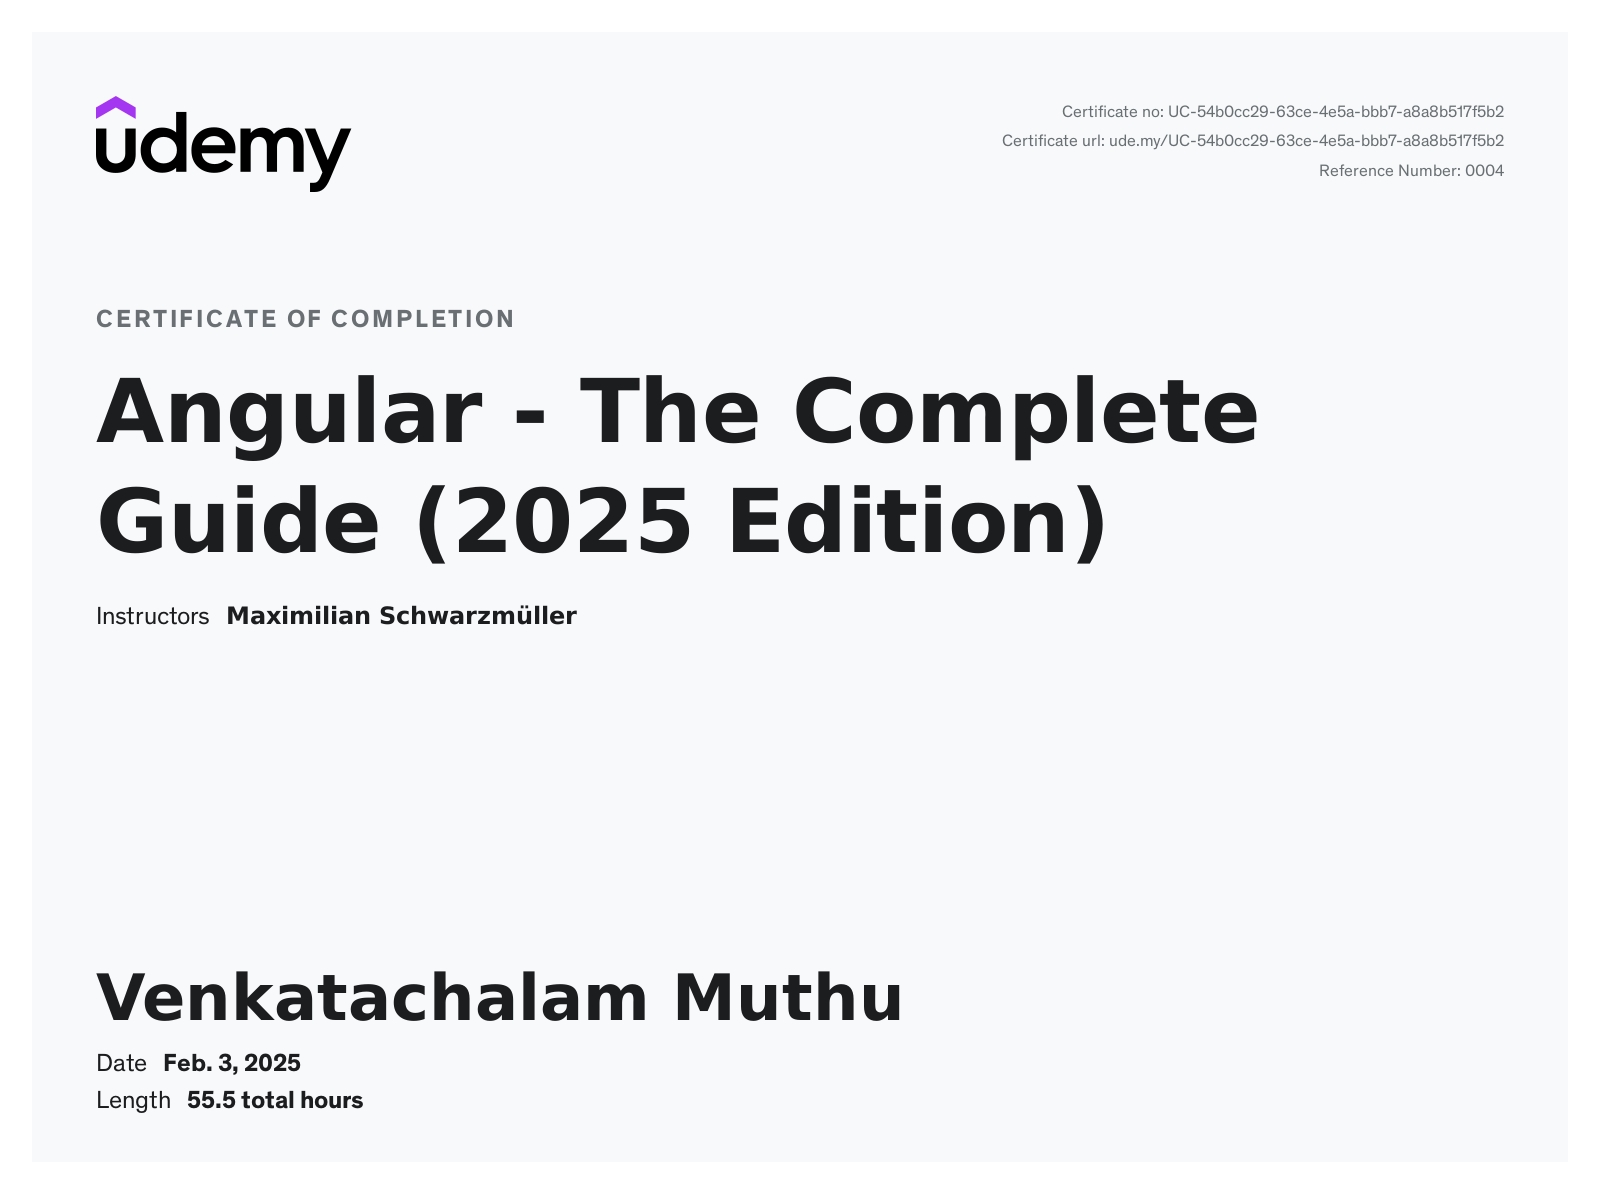 udemy
Certificate no: UC-54b0cc29-63ce-4e5a-bbb7-a8a8b517f5b2
Certificate url: ude.my/UC-54b0cc29-63ce-4e5a-bbb7-a8a8b517f5b2
Reference Number: 0004
CERTIFICATE OF COMPLETION
Angular - The Complete
Guide (2025 Edition)
Instructors Maximilian Schwarzmüller
Venkatachalam Muthu
Date Feb. 3, 2025
Length 55.5 total hours